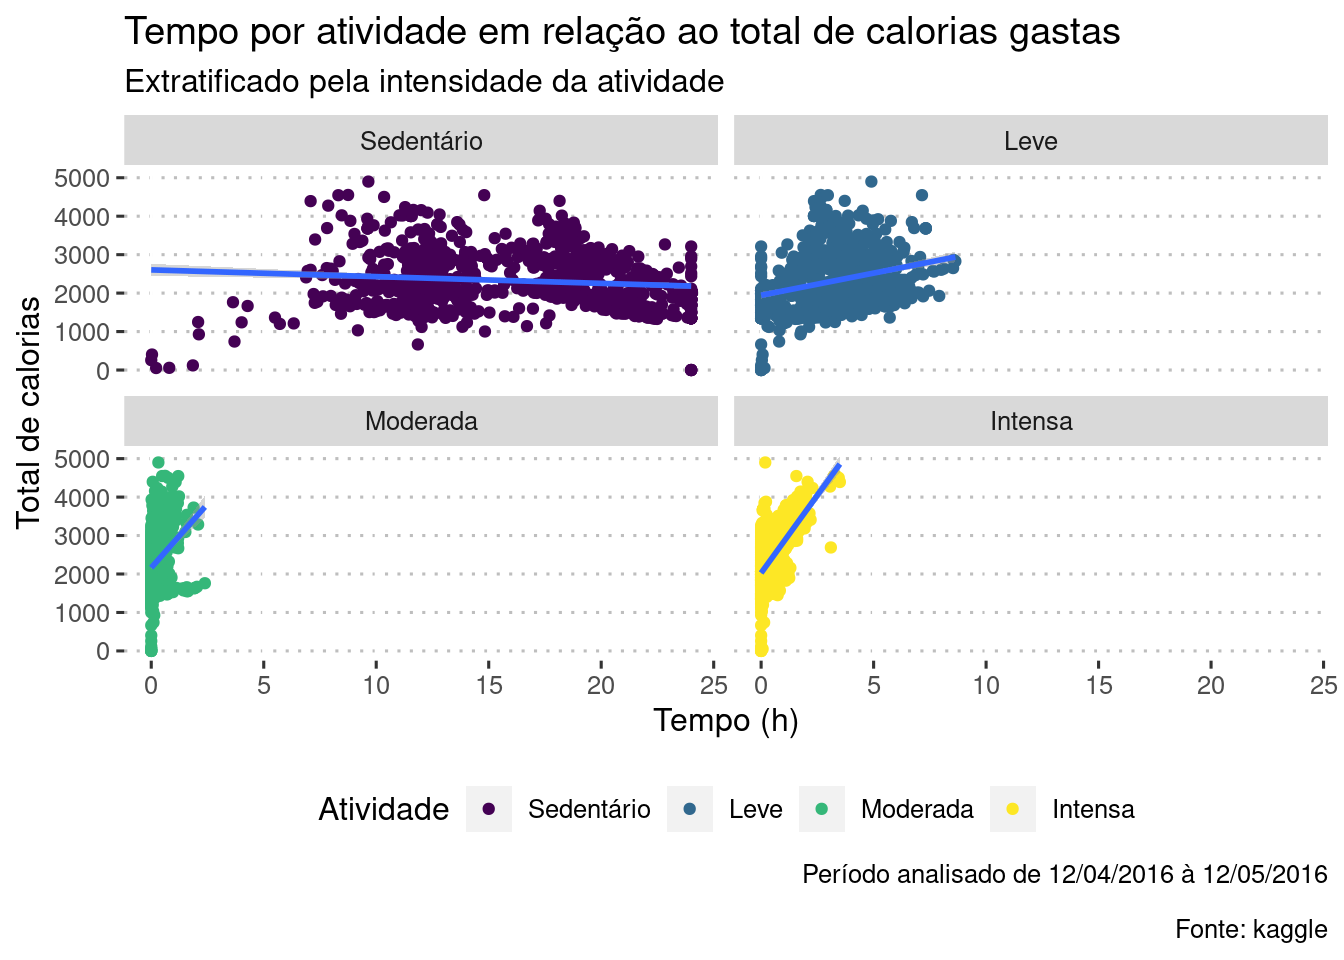 Tempo por atividade em relação ao total de calorias gastas
Extratificado pela intensidade da atividade
Sedentário
Leve
5000
4000
3000
2000
1000
0
Moderada
Intensa
5000
4000
3000
2000
1000
0
0 5 10 15 20 25
0 5 10 15 20 25
Total de calorias
Tempo (h)
Atividade Sedentário Leve Moderada Intensa
Período analisado de 12/04/2016 à 12/05/2016
Fonte: kaggle